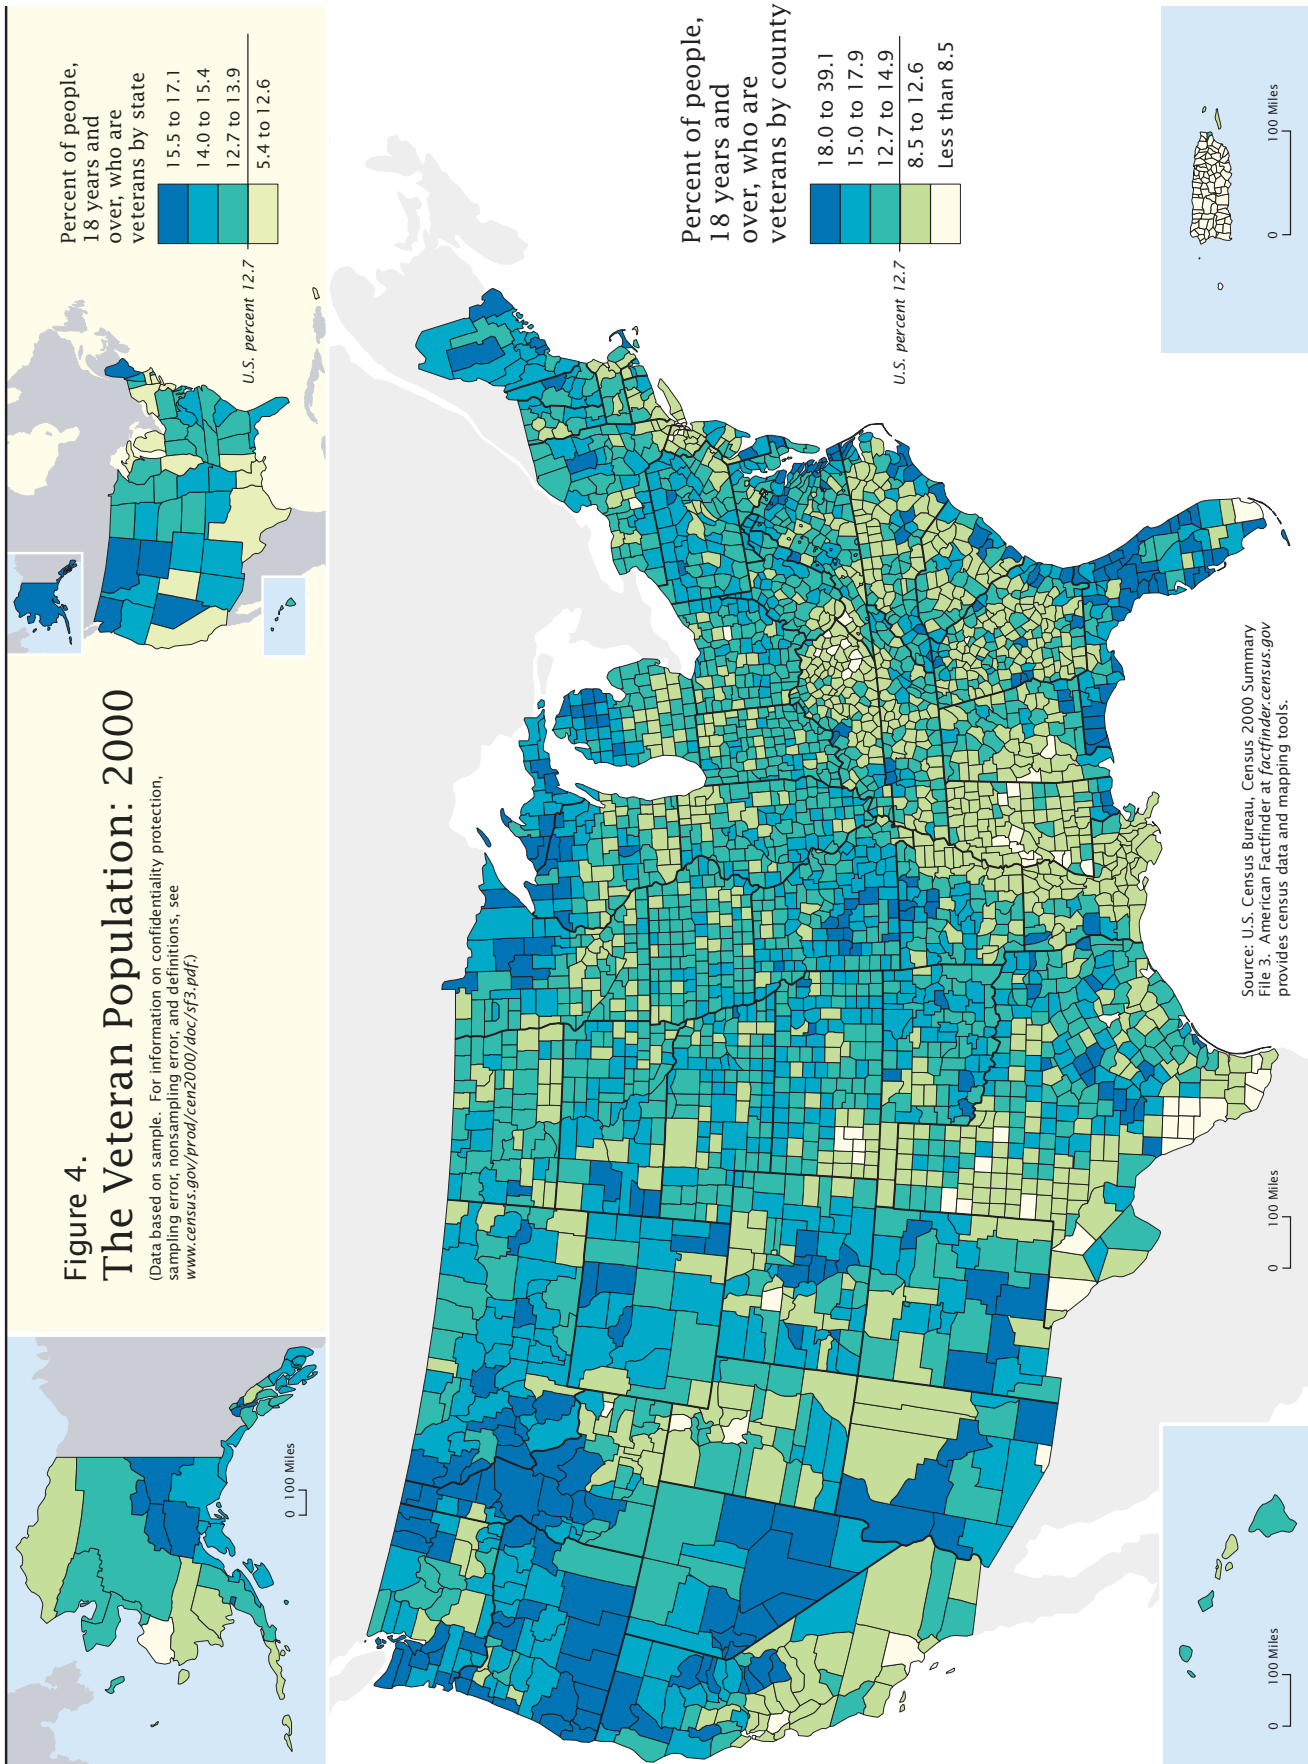 Figure 4.
The Veteran Population: 2000
(Data based on sample. For information on confidentiality protection,
sampling error, nonsampling error, and definitions, see
www.census.gov/prod/cen2000/doc/sf3.pdf.)
Percent of people,
18 years and
over, who are
veterans by state
15.5 to 17.1
14.0 to 15.4
12.7 to 13.9
U.S. percent 12.7
5.4 to 12.6
0 100 Miles
Percent of people,
18 years and
over, who are
veterans by county
18.0 to 39.1
15.0 to 17.9
12.7 to 14.9
U.S. percent 12.7
8.5 to 12.6
Less than 8.5
0 100 Miles
0 100 Miles
0 100 Miles
Source: U.S. Census Bureau, Census 2000 Summary
File 3. American Factfinder at factfinder.census.gov
provides census data and mapping tools.